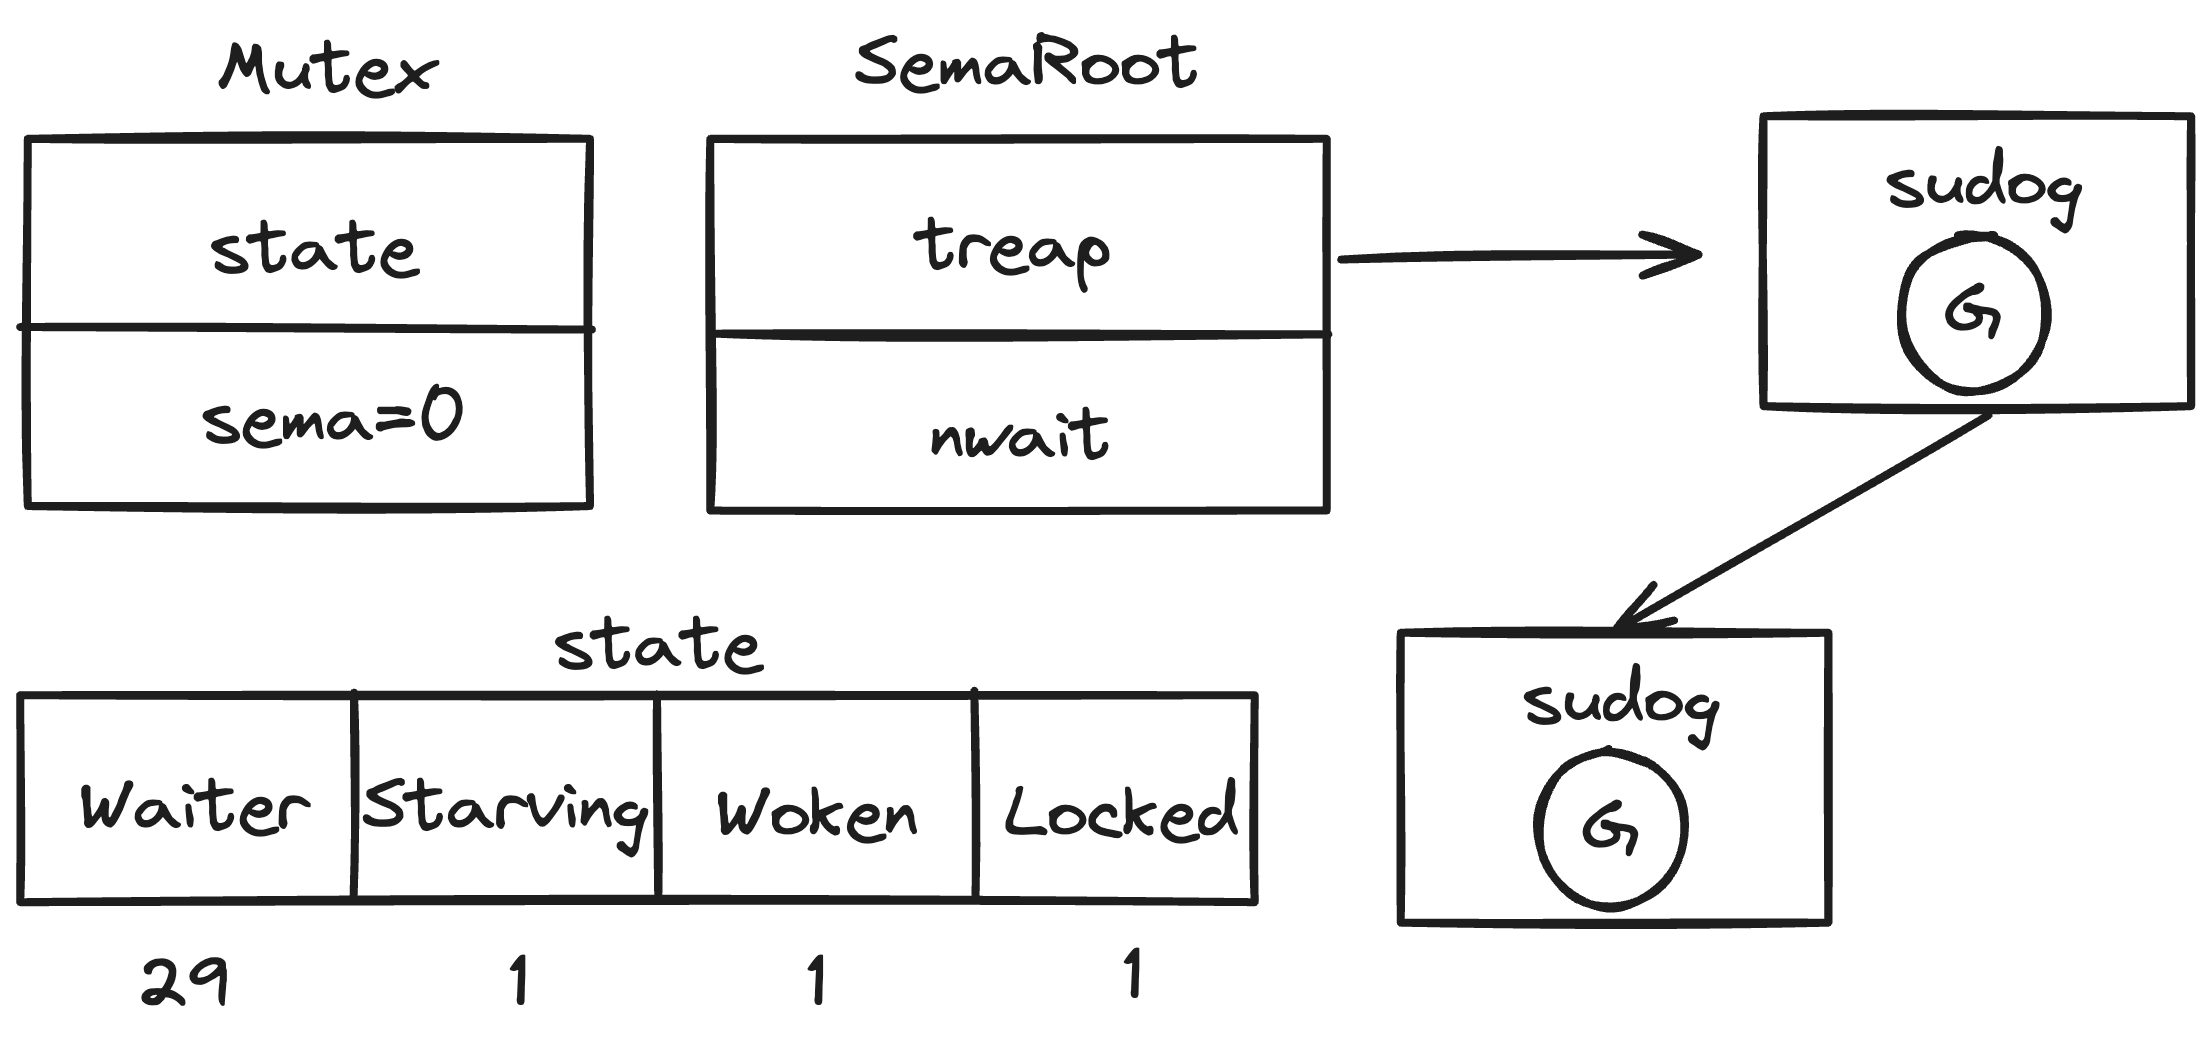 Mutex
state
sema=0
SemaRoot
treap
nwait
sudog
G
sudog
G
state
Waiter Starving Woken Locked
29 1 1 1